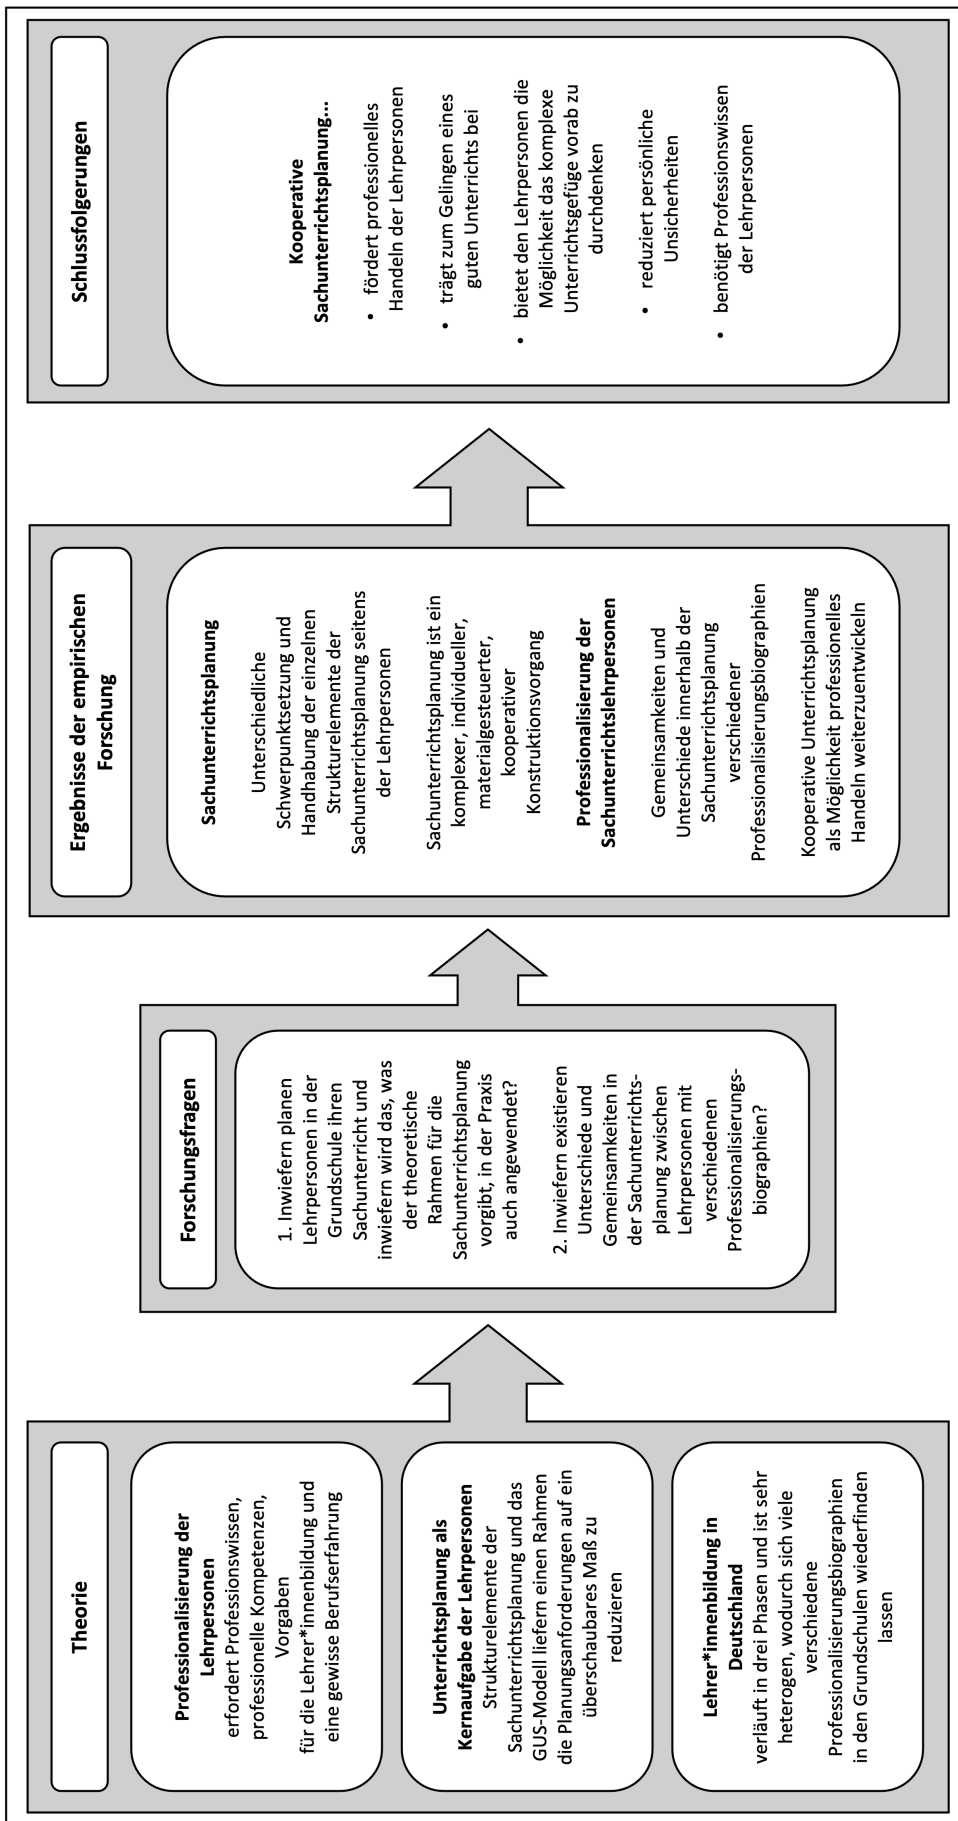 Theorie
Professionalisierung der
Lehrpersonen
erfordert Professionswissen,
professionelle Kompetenzen,
Vorgaben
für die Lehrer*innenbildung und
eine gewisse Berufserfahrung
Unterrichtsplanung als
Kernaufgabe der Lehrpersonen
Strukturelemente der
Sachunterrichtsplanung und das
GUS-Modell liefern einen Rahmen
die Planungsanforderungen auf ein
überschaubares Maß zu
reduzieren
Lehrer*innenbildung in
Deutschland
verläuft in drei Phasen und ist sehr
heterogen, wodurch sich viele
verschiedene
Professionalisierungsbiographien
in den Grundschulen wiederfinden
lassen
Forschungsfragen
1. Inwiefern planen
Lehrpersonen in der
Grundschule ihren
Sachunterricht und
inwiefern wird das, was
der theoretische
Rahmen für die
Sachunterrichtsplanung
vorgibt, in der Praxis
auch angewendet?
2. Inwiefern existieren
Unterschiede und
Gemeinsamkeiten in
der Sachunterrichts-
planung zwischen
Lehrpersonen mit
verschiedenen
Professionalisierungs-
biographien?
Ergebnisse der empirischen
Forschung
Sachunterrichtsplanung
Unterschiedliche
Schwerpunktsetzung und
Handhabung der einzelnen
Strukturelemente der
Sachunterrichtsplanung seitens
der Lehrpersonen
Sachunterrichtsplanung ist ein
komplexer, individueller,
materialgesteuerter,
kooperativer
Konstruktionsvorgang
Professionalisierung der
Sachunterrichtslehrpersonen
Gemeinsamkeiten und
Unterschiede innerhalb der
Sachunterrichtsplanung
verschiedener
Professionalisierungsbiographien
Kooperative Unterrichtsplanung
als Möglichkeit professionelles
Handeln weiterzuentwickeln
Schlussfolgerungen
Kooperative
Sachunterrichtsplanung...
• fördert professionelles
Handeln der Lehrpersonen
• trägt zum Gelingen eines
guten Unterrichts bei
• bietet den Lehrpersonen die
Möglichkeit das komplexe
Unterrichtsgefüge vorab zu
durchdenken
• reduziert persönliche
Unsicherheiten
• benötigt Professionswissen
der Lehrpersonen